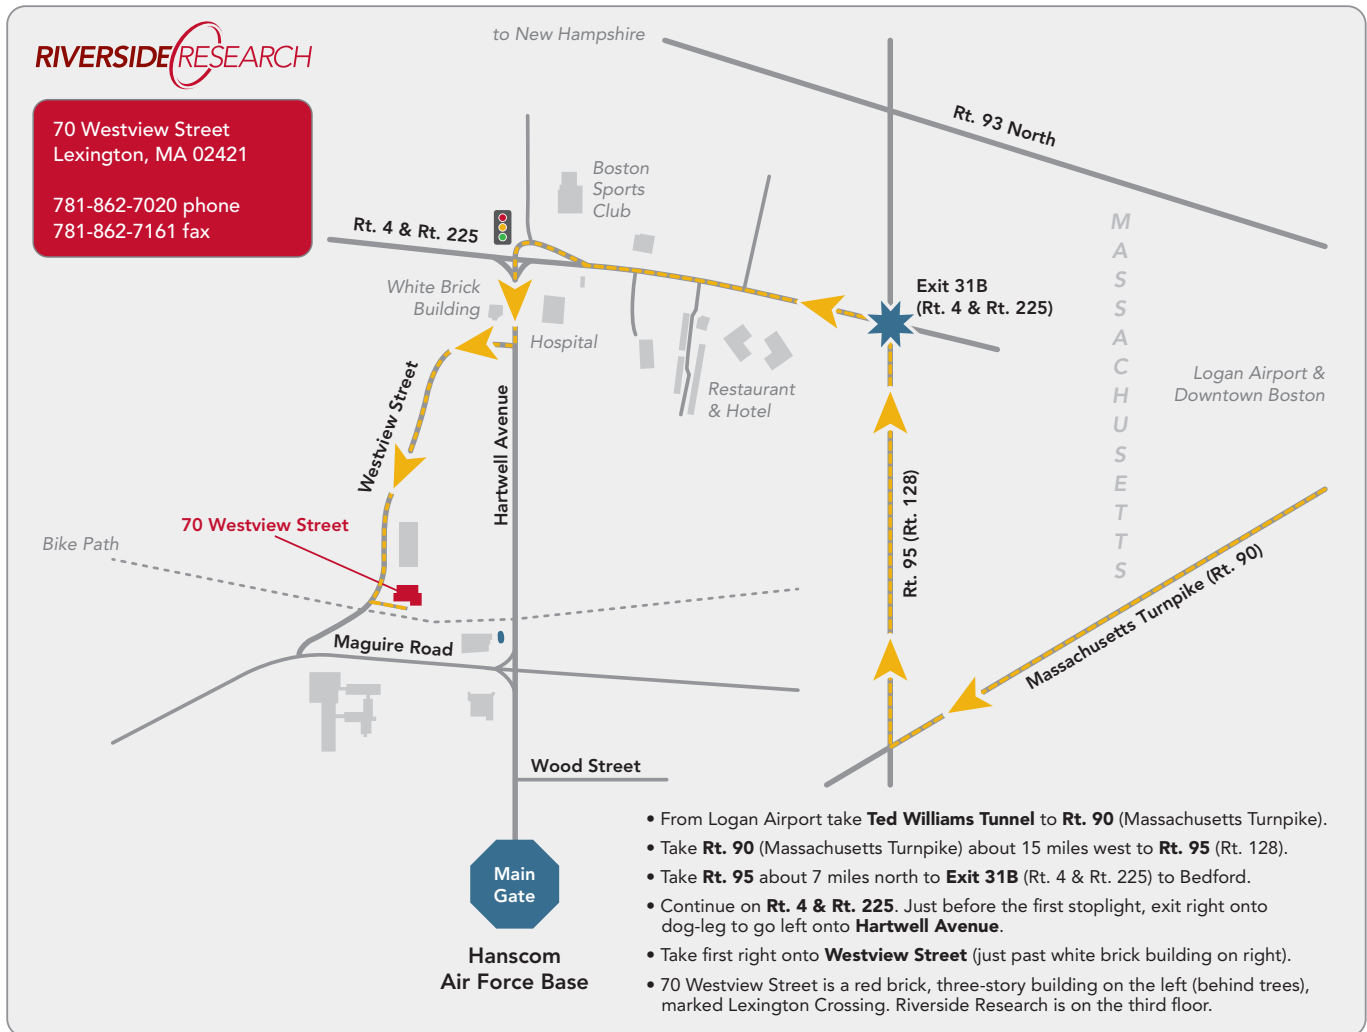 to New Hampshire
RIVERSIDE RESEARCH
70 Westview Street
Lexington, MA 02421
781-862-7020 phone
781-862-7161 fax
Rt. 93 North
Boston
Sports
Club
Rt. 4 & Rt. 225
MASSACHUSETTS
White Brick
Building
Exit 31B
(Rt. 4 & Rt. 225)
Hospital
Logan Airport &
Downtown Boston
Restaurant
& Hotel
Westview Street
Hartwell Avenue
Rt. 95 (Rt. 128)
70 Westview Street
Bike Path
Massachusetts Turnpike (Rt. 90)
Maguire Road
Wood Street
Main
Gate
Hanscom
Air Force Base
• From Logan Airport take Ted Williams Tunnel to Rt. 90 (Massachusetts Turnpike).
• Take Rt. 90 (Massachusetts Turnpike) about 15 miles west to Rt. 95 (Rt. 128).
• Take Rt. 95 about 7 miles north to Exit 31B (Rt. 4 & Rt. 225) to Bedford.
• Continue on Rt. 4 & Rt. 225. Just before the first stoplight, exit right onto
dog-leg to go left onto Hartwell Avenue.
• Take first right onto Westview Street (just past white brick building on right).
• 70 Westview Street is a red brick, three-story building on the left (behind trees),
marked Lexington Crossing. Riverside Research is on the third floor.